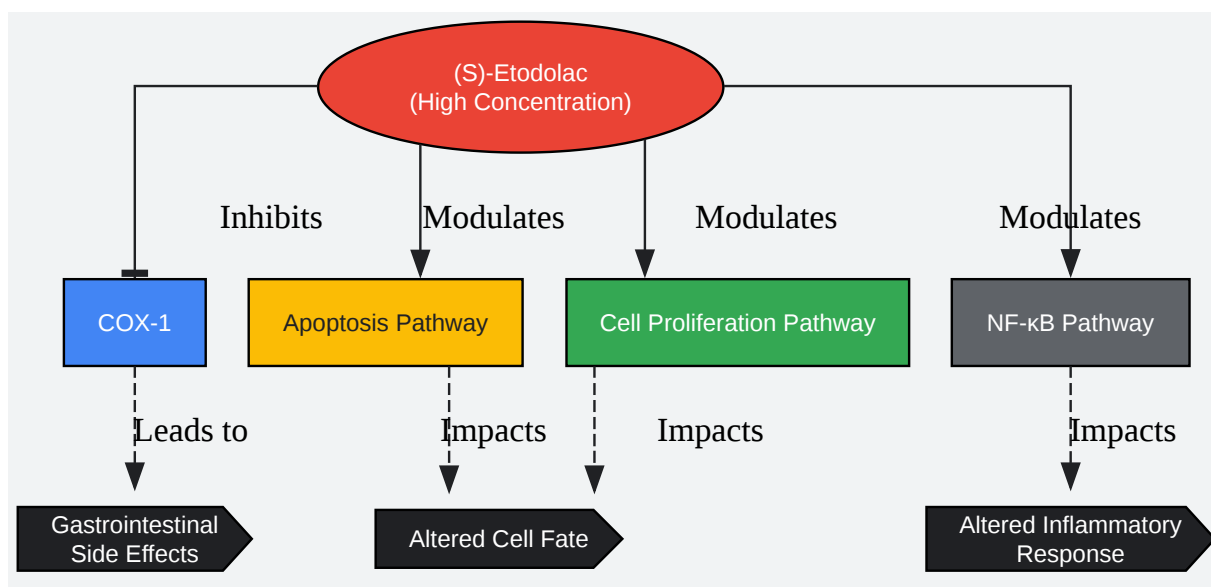 (S)-Etodolac
(High Concentration)
Inhibits
Modulates
Modulates
Modulates
COX-1
Apoptosis Pathway
Cell Proliferation Pathway
NF-κB Pathway
Leads to
Impacts
Impacts
Impacts
Gastrointestinal
Side Effects
Altered Cell Fate
Altered Inflammatory
Response